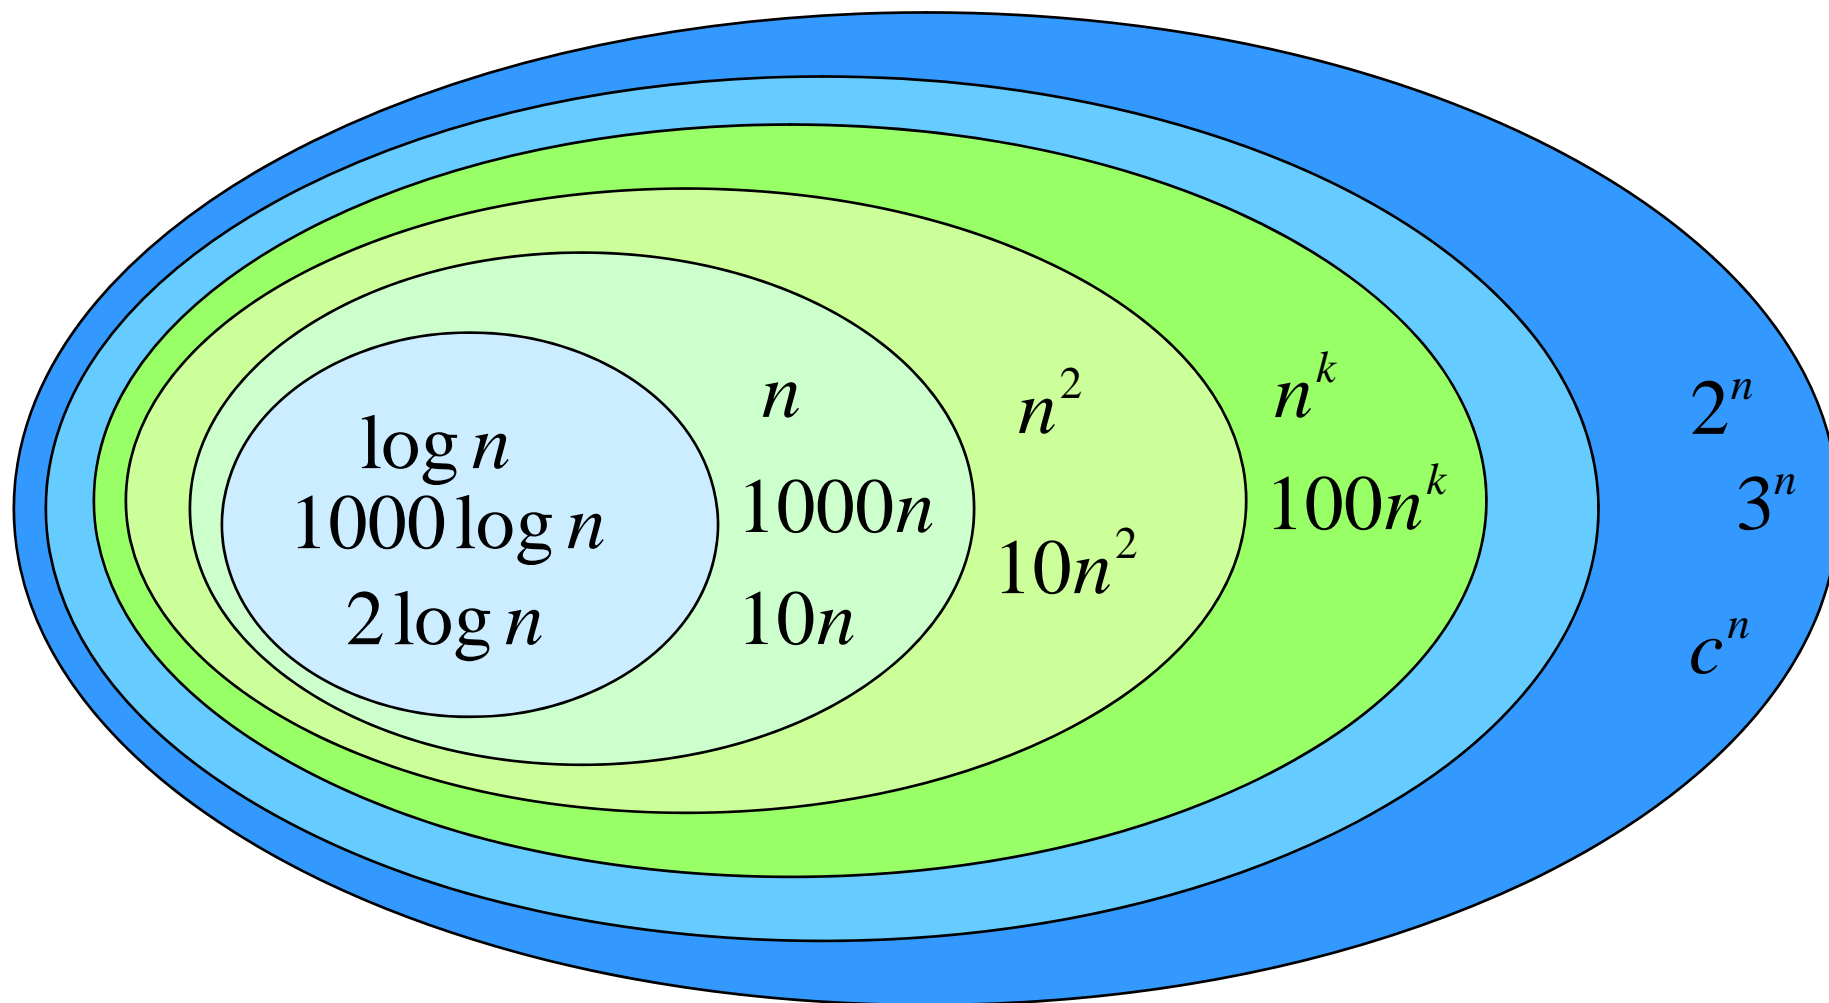 log n
1000 log n
2 log n
n
1000n
10n
n²
10n²
nᵏ
100nᵏ
2ⁿ
3ⁿ
cⁿ